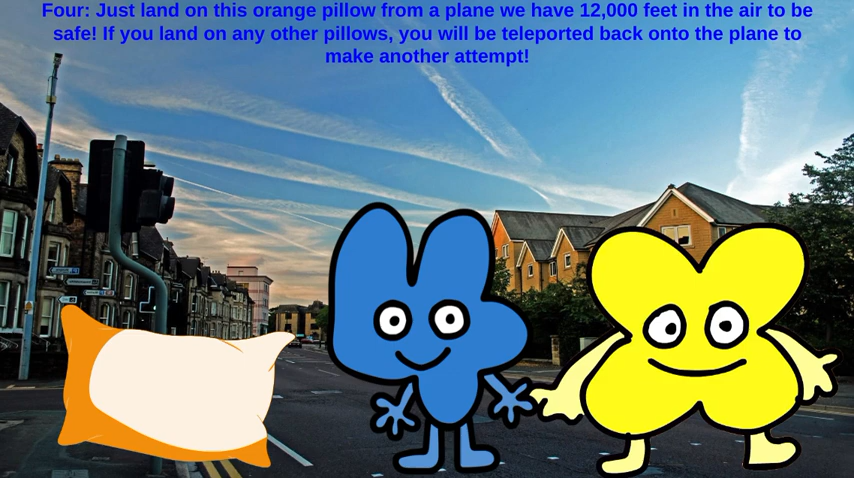 Four: Just land on this orange pillow from a plane we have 12,000 feet in the air to be
safe! If you land on any other pillows, you will be teleported back onto the plane to
make another attempt!